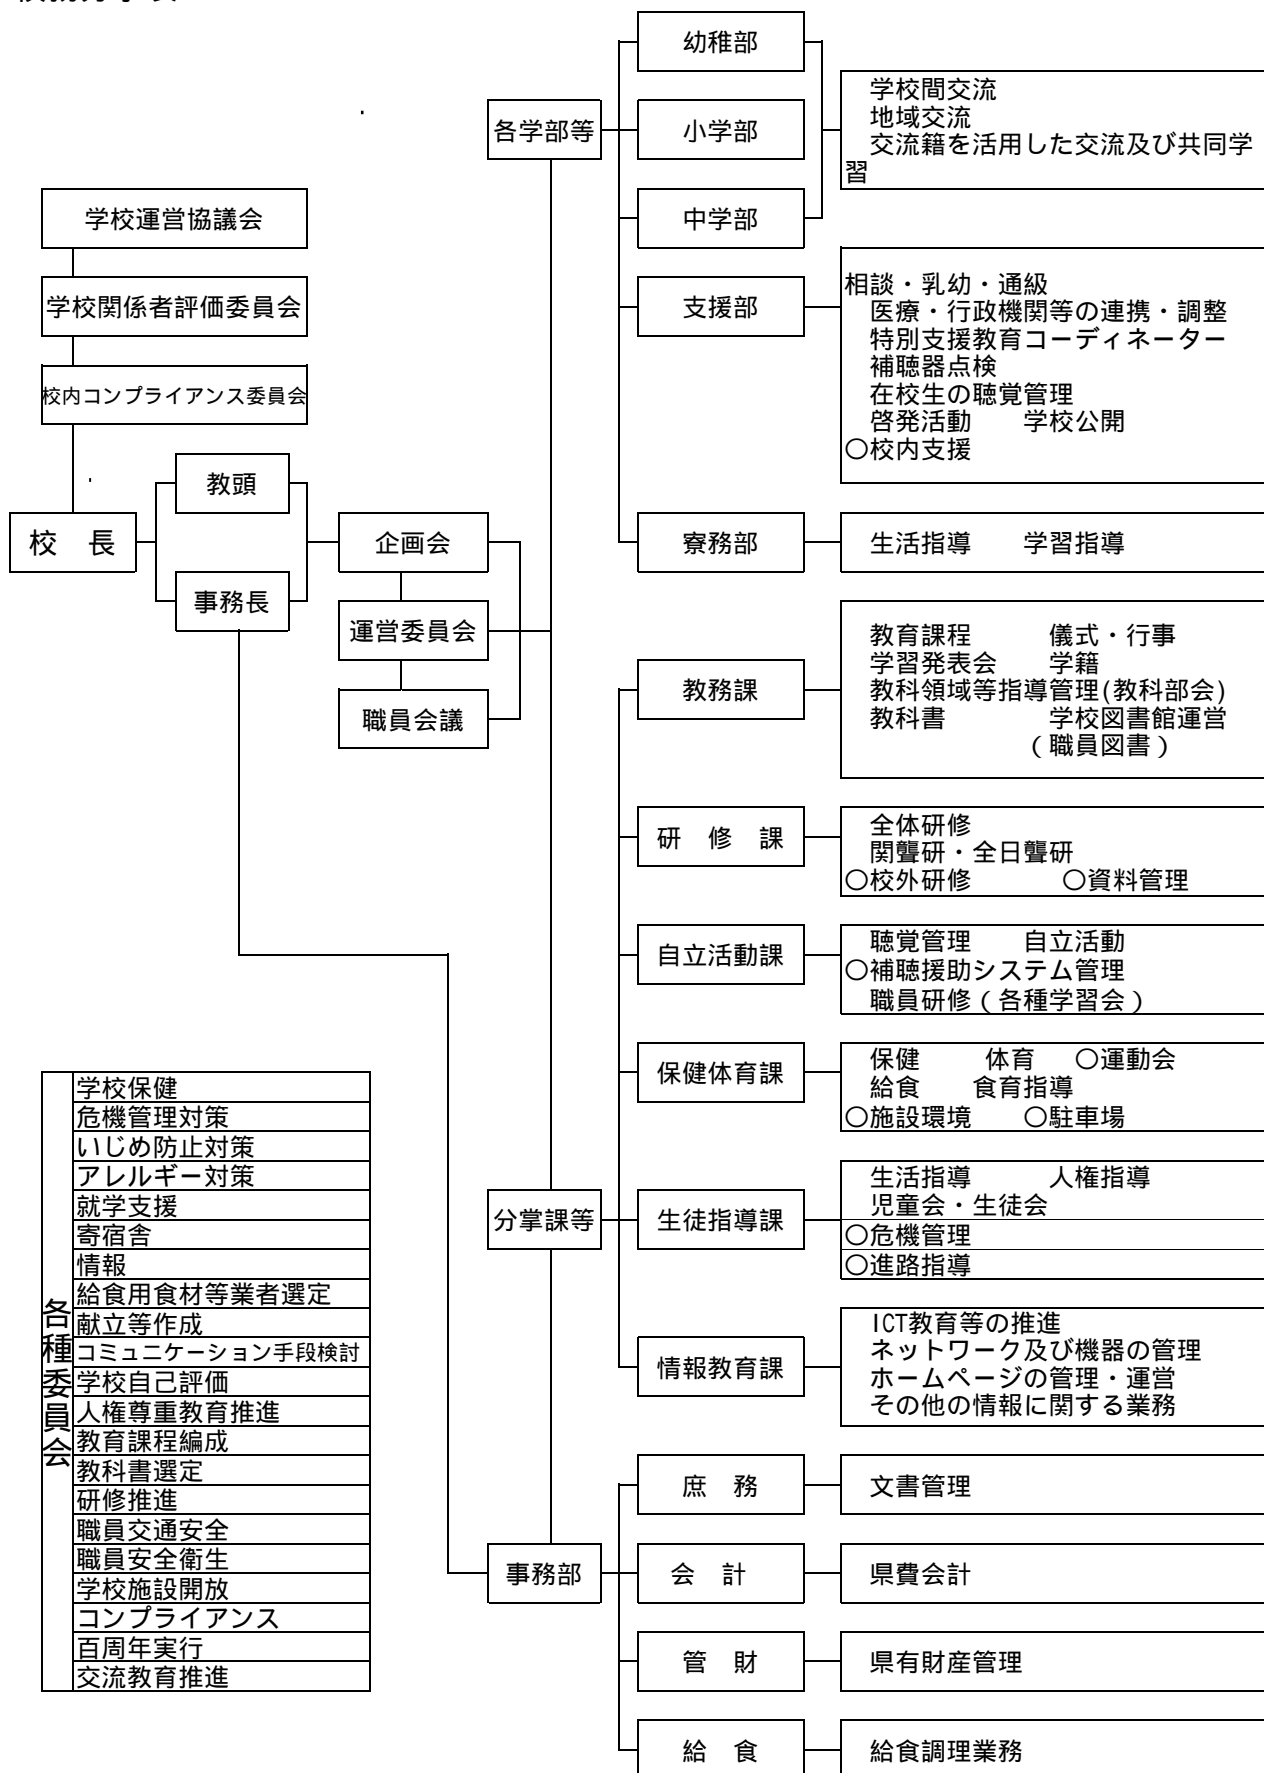 幼稚部
学校間交流
地域交流
交流籍を活用した交流及び共同学
習
各学部等
小学部
中学部
学校運営協議会
学校関係者評価委員会
校内コンプライアンス委員会
支援部
相談・乳幼・通級
医療・行政機関等の連携・調整
特別支援教育コーディネーター
補聴器点検
在校生の聴覚管理
啓発活動　学校公開
○校内支援
校　長
教頭
事務長
企画会
運営委員会
職員会議
寮務部
生活指導　学習指導
教務課
教育課程　儀式・行事
学習発表会　学籍
教科領域等指導管理(教科部会)
教科書　学校図書館運営
（職員図書）
研　修　課
全体研修
関聾研・全日聾研
○校外研修　○資料管理
自立活動課
聴覚管理　自立活動
○補聴援助システム管理
職員研修（各種学習会）
保健体育課
保健　体育　○運動会
給食　食育指導
○施設環境　○駐車場
分掌課等
生徒指導課
生活指導　人権指導
児童会・生徒会
○危機管理
○進路指導
情報教育課
ICT教育等の推進
ネットワーク及び機器の管理
ホームページの管理・運営
その他の情報に関する業務
事務部
庶　務
文書管理
会　計
県費会計
管　財
県有財産管理
給　食
給食調理業務
各種委員会
学校保健
危機管理対策
いじめ防止対策
アレルギー対策
就学支援
寄宿舎
情報
給食用食材等業者選定
献立等作成
コミュニケーション手段検討
学校自己評価
人権尊重教育推進
教育課程編成
教科書選定
研修推進
職員交通安全
職員安全衛生
学校施設開放
コンプライアンス
百周年実行
交流教育推進